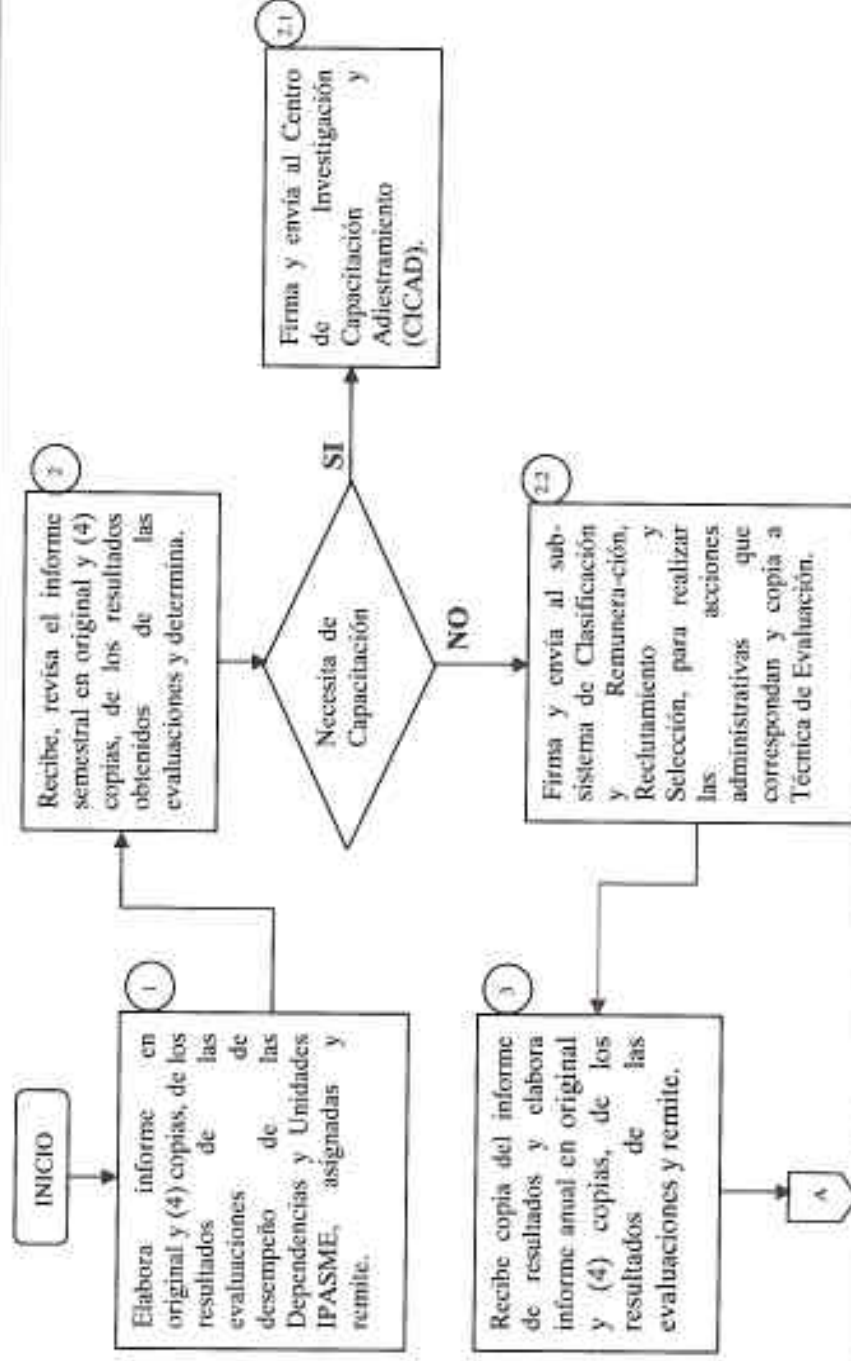 INICIO
1
Elabora informe en
original y (4) copias, de los
resultados de las
evaluaciones de
desempeño de las
Dependencias y Unidades
IPASME, asignadas y
remite.
2
Recibe, revisa el informe
semestral en original y (4)
copias, de los resultados
obtenidos de las
evaluaciones y determina.
Necesita de
Capacitación
SI
2.1
Firma y envía al Centro
de Investigación
Capacitación y
Adiestramiento
(CICAD).
NO
2.2
Firma y envía al sub-
sistema de Clasificación
y Remunera-ción,
Reclutamiento y
Selección, para realizar
las acciones
administrativas que
correspondan y copia a
Técnica de Evaluación.
3
Recibe copia del informe
de resultados y elabora
informe anual en original
y (4) copias, de los
resultados de las
evaluaciones y remite.
A